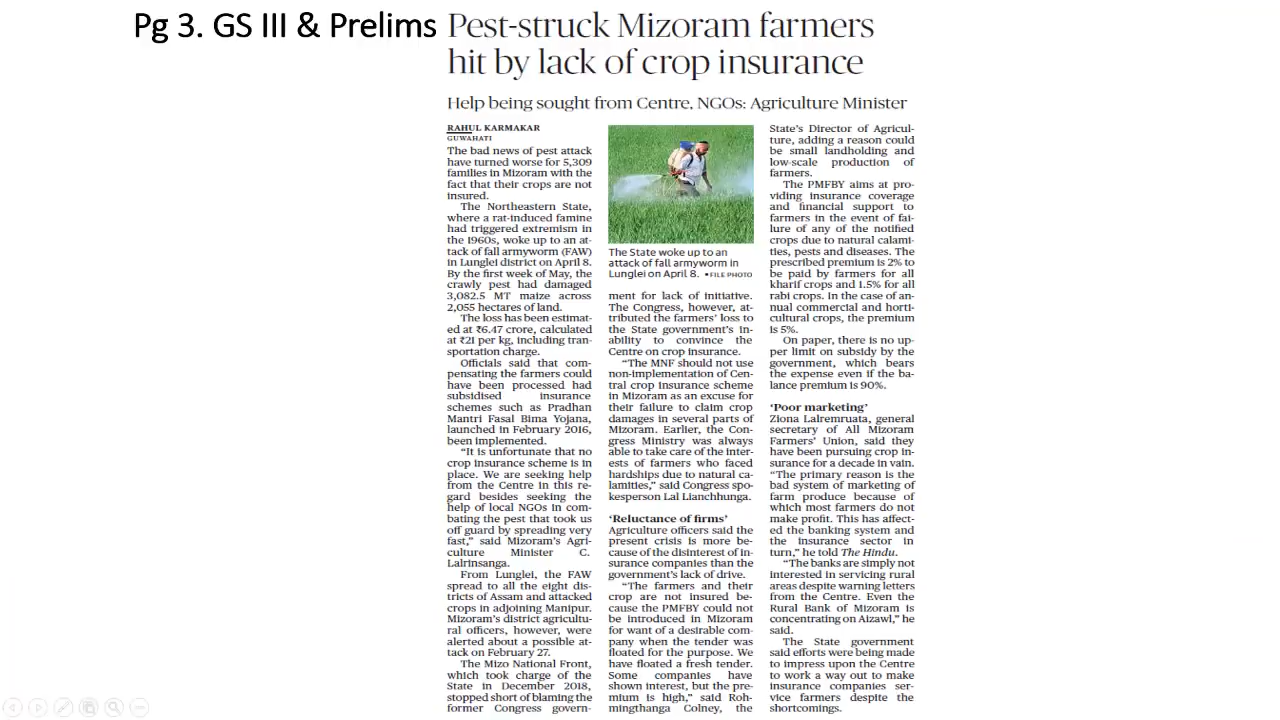 Pg 3. GS III & Prelims
Pest-struck Mizoram farmers
hit by lack of crop insurance
Help being sought from Centre, NGOs: Agriculture Minister
RAHUL KARMAKAR
GUWAHATI
The bad news of pest attack
have turned worse for 5,309
families in Mizoram with the
fact that their crops are not
insured.
The Northeastern State,
where a rat-induced famine
had triggered extremism in
the 1960s, woke up to an at-
tack of fall armyworm (FAW)
in Lunglei district on April 8.
By the first week of May, the
crawly pest had damaged
3,082.5 MT maize across
2,055 hectares of land.
The loss has been estimat-
ed at ₹6.47 crore, calculated
at ₹21 per kg, including tran-
sportation charge.
Officials said that com-
pensating the farmers could
have been processed had
subsidised insurance
schemes such as Pradhan
Mantri Fasal Bima Yojana,
launched in February 2016,
been implemented.
"It is unfortunate that no
crop insurance scheme is in
place. We are seeking help
from the Centre in this re-
gard besides seeking the
help of local NGOs in com-
bating the pest that took us
off guard by spreading very
fast," said Mizoram's Agri-
culture Minister C.
Lalrinsanga.
From Lunglei, the FAW
spread to all the eight dis-
tricts of Assam and attacked
crops in adjoining Manipur.
Mizoram's district agricultu-
ral officers, however, were
alerted about a possible at-
tack on February 27.
The Mizo National Front,
which took charge of the
State in December 2018,
stopped short of blaming the
former Congress govern-
The State woke up to an
attack of fall armyworm in
Lunglei on April 8. •FILE PHOTO
ment for lack of initiative.
The Congress, however, at-
tributed the farmers' loss to
the State government's in-
ability to convince the
Centre on crop insurance.
"The MNF should not use
non-implementation of Cen-
tral crop insurance scheme
in Mizoram as an excuse for
their failure to claim crop
damages in several parts of
Mizoram. Earlier, the Con-
gress Ministry was always
able to take care of the inter-
ests of farmers who faced
hardships due to natural ca-
lamities," said Congress spo-
kesperson Lal Lianchhunga.
'Reluctance of firms'
Agriculture officers said the
present crisis is more be-
cause of the disinterest of in-
surance companies than the
government's lack of drive.
"The farmers and their
crop are not insured be-
cause the PMFBY could not
be introduced in Mizoram
for want of a desirable com-
pany when the tender was
floated for the purpose. We
have floated a fresh tender.
Some companies have
shown interest, but the pre-
mium is high," said Roh-
mingthanga Colney, the
State's Director of Agricul-
ture, adding a reason could
be small landholding and
low-scale production of
farmers.
The PMFBY aims at pro-
viding insurance coverage
and financial support to
farmers in the event of fai-
lure of any of the notified
crops due to natural calami-
ties, pests and diseases. The
prescribed premium is 2% to
be paid by farmers for all
kharif crops and 1.5% for all
rabi crops. In the case of an-
nual commercial and horti-
cultural crops, the premium
is 5%.
On paper, there is no up-
per limit on subsidy by the
government, which bears
the expense even if the ba-
lance premium is 90%.
'Poor marketing'
Ziona Lalremruata, general
secretary of All Mizoram
Farmers' Union, said they
have been pursuing crop in-
surance for a decade in vain.
"The primary reason is the
bad system of marketing of
farm produce because of
which most farmers do not
make profit. This has affect-
ed the banking system and
the insurance sector in
turn," he told The Hindu.
"The banks are simply not
interested in servicing rural
areas despite warning letters
from the Centre. Even the
Rural Bank of Mizoram is
concentrating on Aizawl," he
said.
The State government
said efforts were being made
to impress upon the Centre
to work a way out to make
insurance companies ser-
vice farmers despite the
shortcomings.